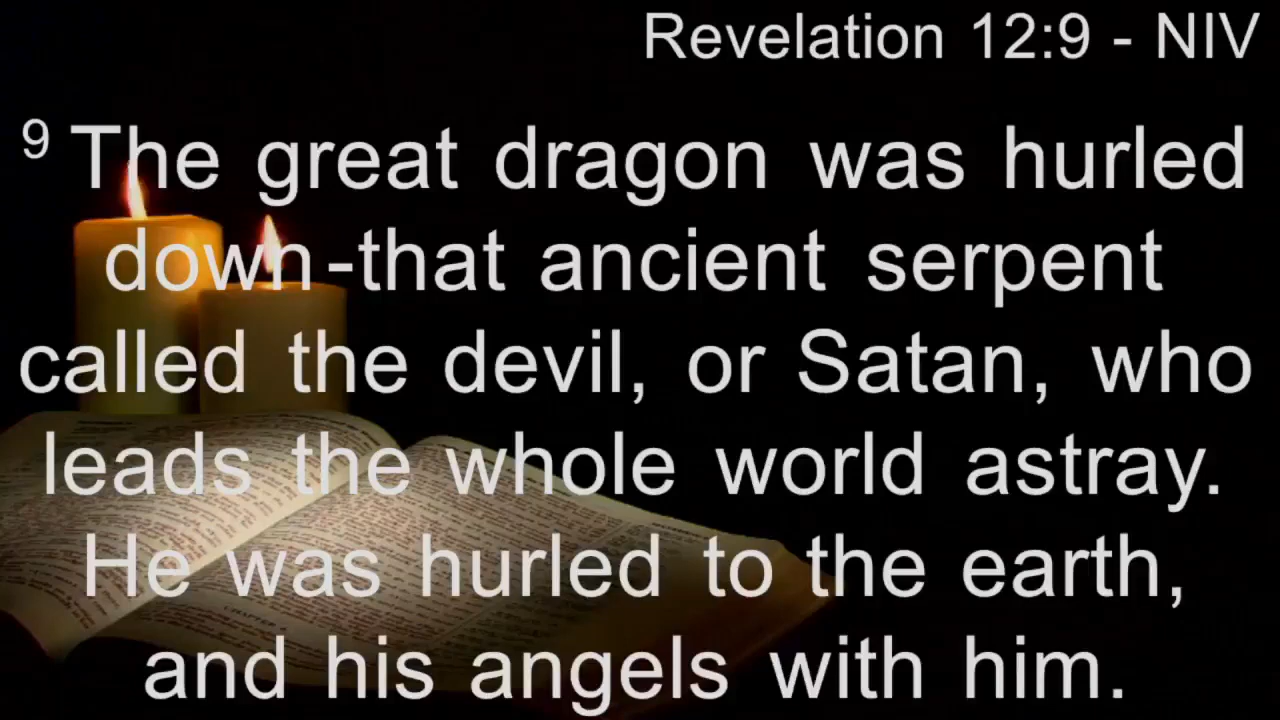 Revelation 12:9 - NIV
9 The great dragon was hurled
down-that ancient serpent
called the devil, or Satan, who
leads the whole world astray.
He was hurled to the earth,
and his angels with him.